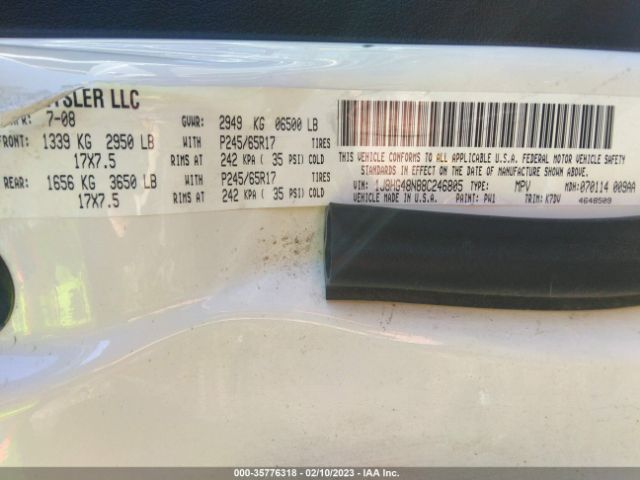 YSLER LLC
MFR: 7-08 GVWR: 2949 KG 06500 LB
FRONT: 1339 KG 2950 LB WITH P245/65R17 TIRES
17X7.5 RIMS AT 242 KPA ( 35 PSI) COLD
REAR: 1656 KG 3650 LB WITH P245/65R17 TIRES
17X7.5 RIMS AT 242 KPA ( 35 PSI) COLD
THIS VEHICLE CONFORMS TO ALL APPLICABLE U.S.A. FEDERAL MOTOR VEHICLE SAFETY
STANDARDS IN EFFECT ON THE DATE OF MANUFACTURE SHOWN ABOVE.
VIN: 1J8HG48N68C246805 TYPE: MPV MDH: 070114 009AA
VEHICLE MADE IN U.S.A. PAINT: PW1 TRIM: K7DV 4648509
000-35776318 - 02/10/2023 - IAA Inc.